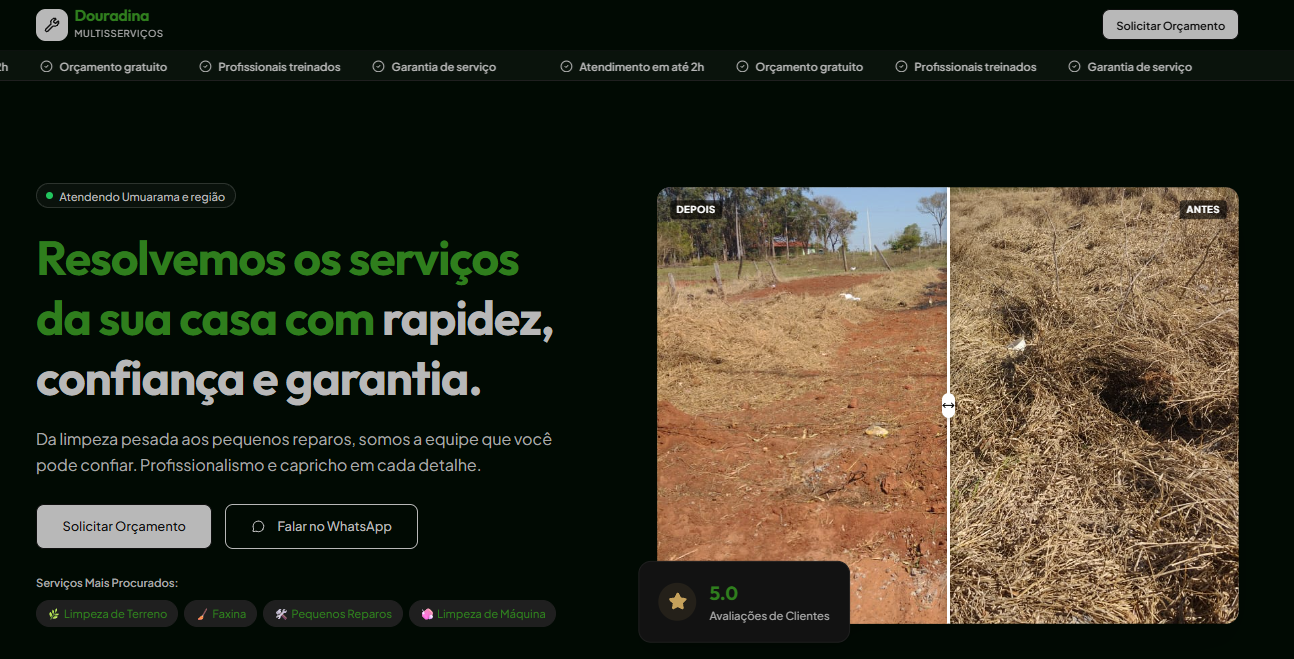 Douradina
MULTISSERVIÇOS
Solicitar Orçamento
2h Orçamento gratuito Profissionais treinados Garantia de serviço Atendimento em até 2h Orçamento gratuito Profissionais treinados Garantia de serviço
Atendendo Umuarama e região
Resolvemos os serviços
da sua casa com rapidez,
confiança e garantia.
Da limpeza pesada aos pequenos reparos, somos a equipe que você
pode confiar. Profissionalismo e capricho em cada detalhe.
Solicitar Orçamento
Falar no WhatsApp
Serviços Mais Procurados:
Limpeza de Terreno
Faxina
Pequenos Reparos
Limpeza de Máquina
DEPOIS
ANTES
5.0
Avaliações de Clientes